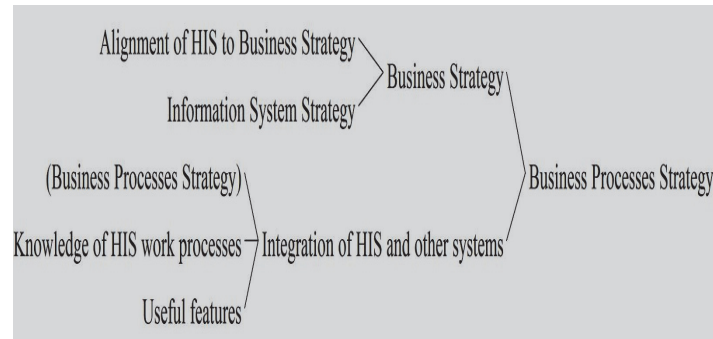 Alignment of HIS to Business Strategy
Business Strategy
Information System Strategy
(Business Processes Strategy)
Business Processes Strategy
Knowledge of HIS work processes
Integration of HIS and other systems
Useful features